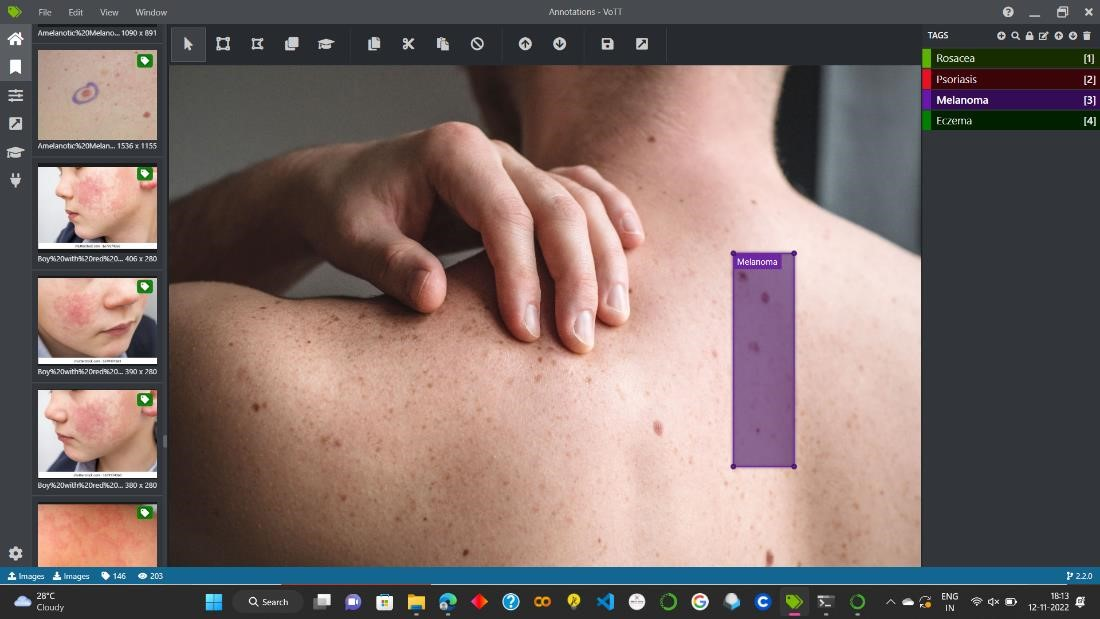 File Edit View Window
Annotations - VoTT
Amelanotic%20Melano... 1090 x 891
Amelanotic%20Melan... 1536 x 1155
Boy%20with%20red%20... 406 x 280
Boy%20with%20red%20... 390 x 280
Boy%20with%20red%20... 380 x 280
Melanoma
TAGS
Rosacea [1]
Psoriasis [2]
Melanoma [3]
Eczema [4]
Images Images 146 203
2.2.0
28°C
Cloudy
Search
ENG
IN
18:13
12-11-2022